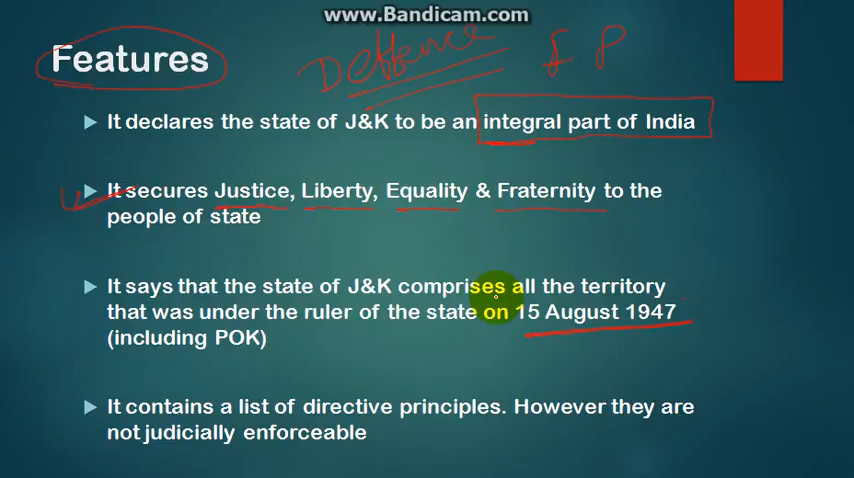 www.Bandicam.com
Deffence £ P
Features
It declares the state of J&K to be an integral part of India
It secures Justice, Liberty, Equality & Fraternity to the
people of state
It says that the state of J&K comprises all the territory
that was under the ruler of the state on 15 August 1947
(including POK)
It contains a list of directive principles. However they are
not judicially enforceable